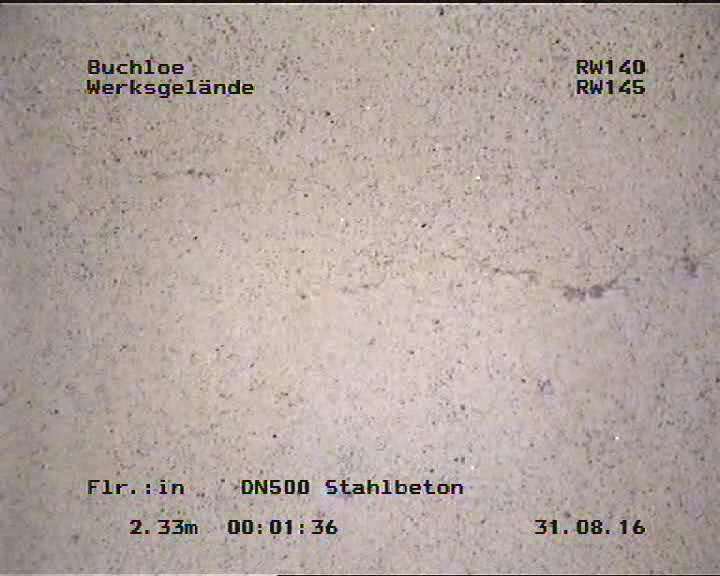 Buchloe RW140
Werksgelände RW145
Flr.:in DN500 Stahlbeton
2.33m 00:01:36 31.08.16